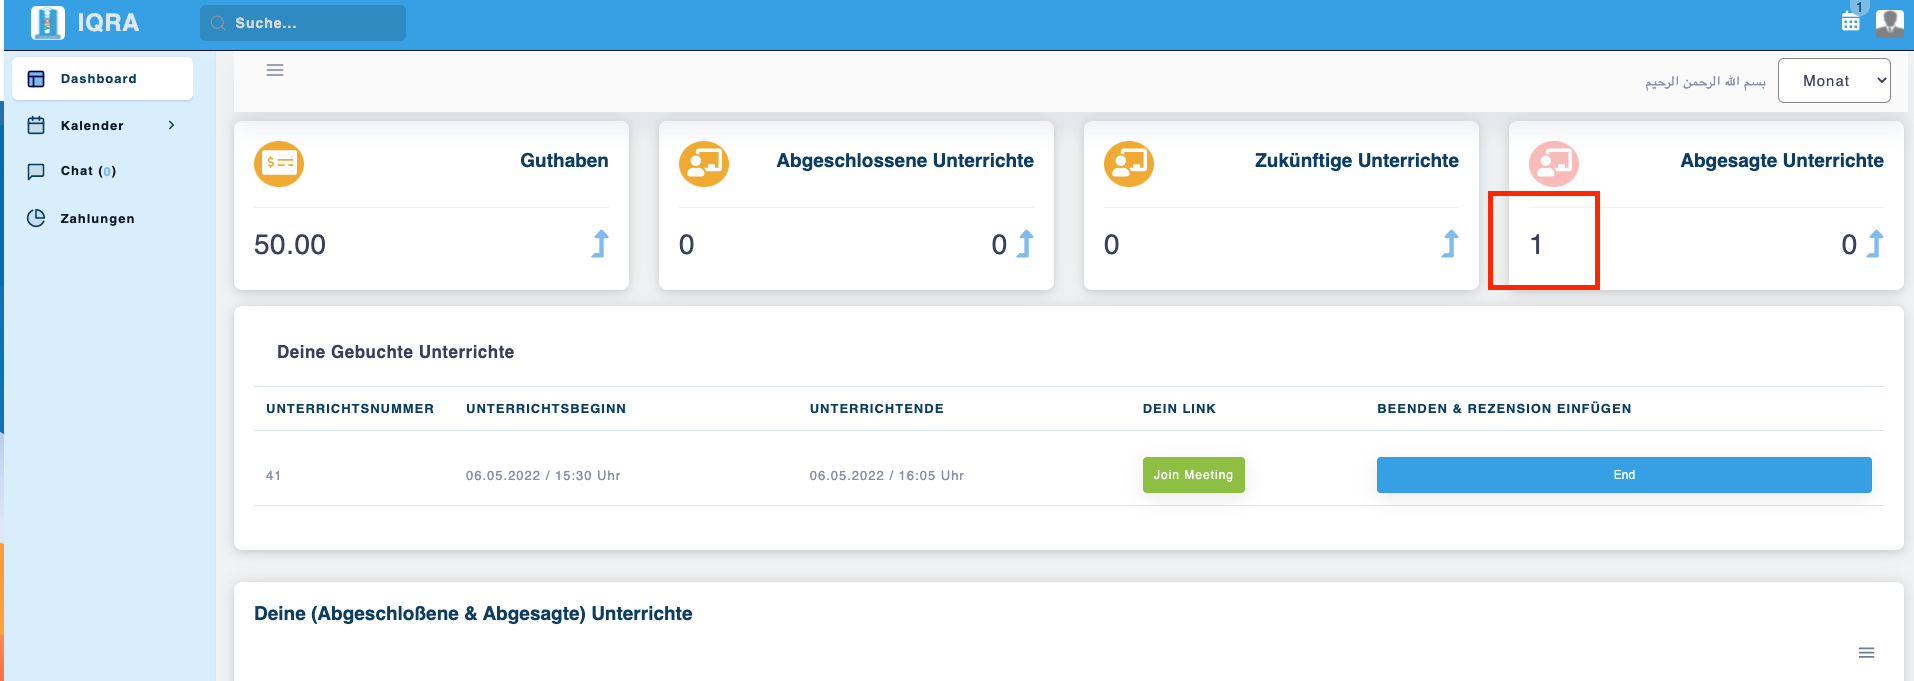 IQRA
Suche...
1
Dashboard
Kalender
Chat (0)
Zahlungen
بسم الله الرحمن الرحيم
Monat
Guthaben
50.00
Abgeschlossene Unterrichte
0
0
Zukünftige Unterrichte
0
Abgesagte Unterrichte
1
0
Deine Gebuchte Unterrichte
UNTERRICHTSNUMMER UNTERRICHTSBEGINN UNTERRICHTENDE DEIN LINK BEENDEN & REZENSION EINFÜGEN
41 06.05.2022 / 15:30 Uhr 06.05.2022 / 16:05 Uhr Join Meeting End
Deine (Abgeschloßene & Abgesagte) Unterrichte